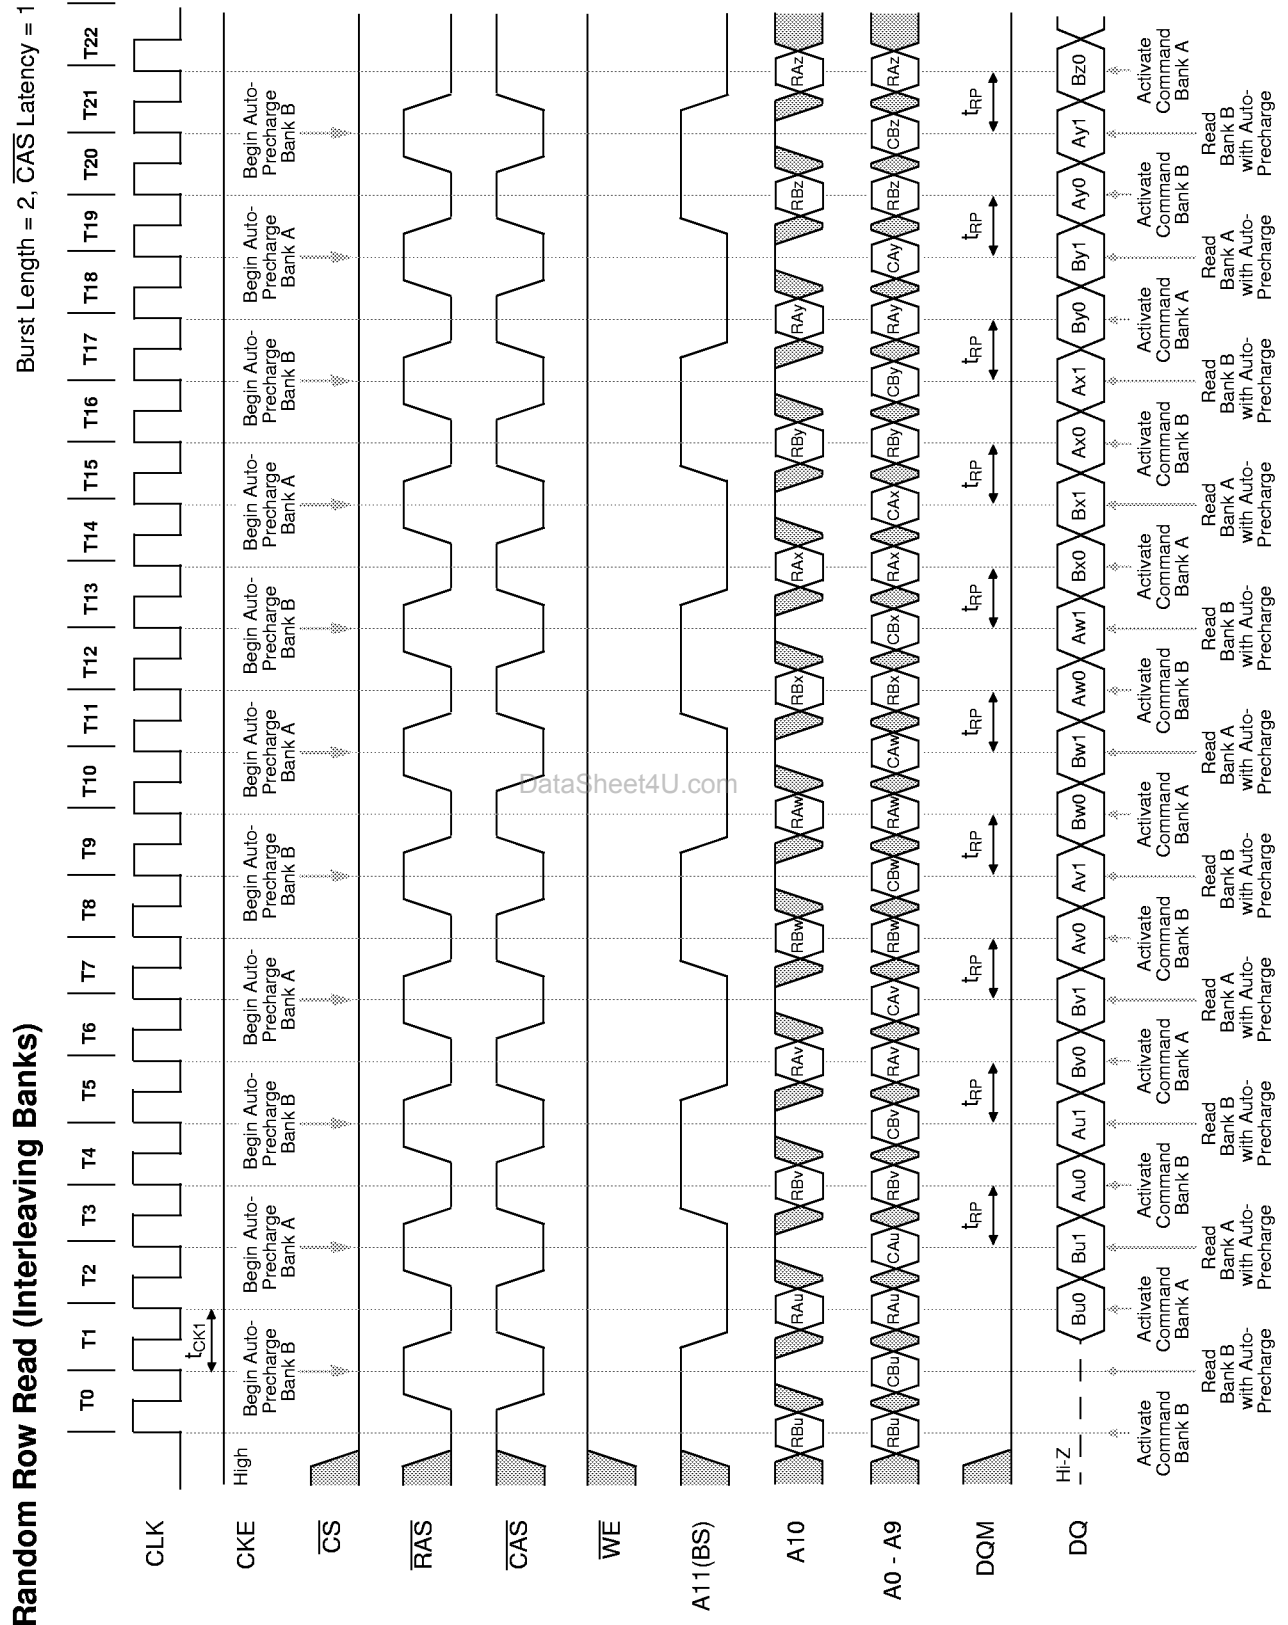 Random Row Read (Interleaving Banks)
Burst Length = 2, CAS Latency = 1
T0 T1 T2 T3 T4 T5 T6 T7 T8 T9 T10 T11 T12 T13 T14 T15 T16 T17 T18 T19 T20 T21 T22
CLK
tCK1
CKE
High
Begin Auto-
Precharge
Bank B
Begin Auto-
Precharge
Bank A
Begin Auto-
Precharge
Bank B
Begin Auto-
Precharge
Bank A
Begin Auto-
Precharge
Bank B
Begin Auto-
Precharge
Bank A
Begin Auto-
Precharge
Bank B
Begin Auto-
Precharge
Bank A
Begin Auto-
Precharge
Bank B
Begin Auto-
Precharge
Bank A
Begin Auto-
Precharge
Bank B
CS
RAS
CAS
DataSheet4U.com
WE
A11(BS)
A10
RBu RAu RBv RAv RBw RAw RBx RAx RBy RAy RBz RAz
A0 - A9
RBu CBu RAu CAu RBv CBv RAv CAv RBw CBw RAw CAw RBx CBx RAx CAx RBy CBy RAy CAy RBz CBz RAz
DQM
tRP tRP tRP tRP tRP tRP tRP tRP tRP tRP
DQ
Hi-Z
Bu0 Bu1 Au0 Au1 Bv0 Bv1 Av0 Av1 Bw0 Bw1 Aw0 Aw1 Bx0 Bx1 Ax0 Ax1 By0 By1 Ay0 Ay1 Bz0
Activate
Command
Bank B
Read
Bank B
with Auto-
Precharge
Activate
Command
Bank A
Read
Bank A
with Auto-
Precharge
Activate
Command
Bank B
Read
Bank B
with Auto-
Precharge
Activate
Command
Bank A
Read
Bank A
with Auto-
Precharge
Activate
Command
Bank B
Read
Bank B
with Auto-
Precharge
Activate
Command
Bank A
Read
Bank A
with Auto-
Precharge
Activate
Command
Bank B
Read
Bank B
with Auto-
Precharge
Activate
Command
Bank A
Read
Bank A
with Auto-
Precharge
Activate
Command
Bank B
Read
Bank B
with Auto-
Precharge
Activate
Command
Bank A
Read
Bank A
with Auto-
Precharge
Activate
Command
Bank B
Read
Bank B
with Auto-
Precharge
Activate
Command
Bank A